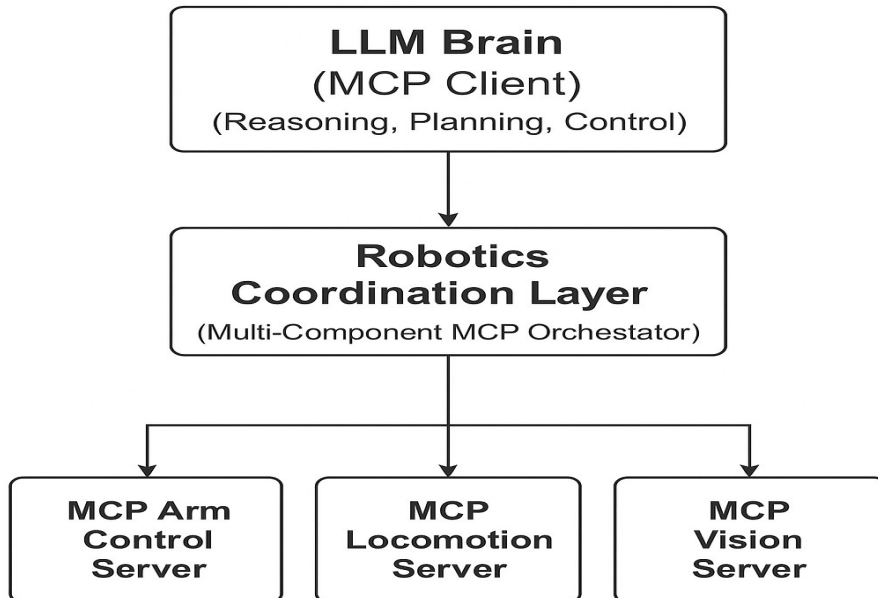 LLM Brain
(MCP Client)
(Reasoning, Planning, Control)
Robotics
Coordination Layer
(Multi-Component MCP Orchestator)
MCP Arm
Control
Server
MCP
Locomotion
Server
MCP
Vision
Server